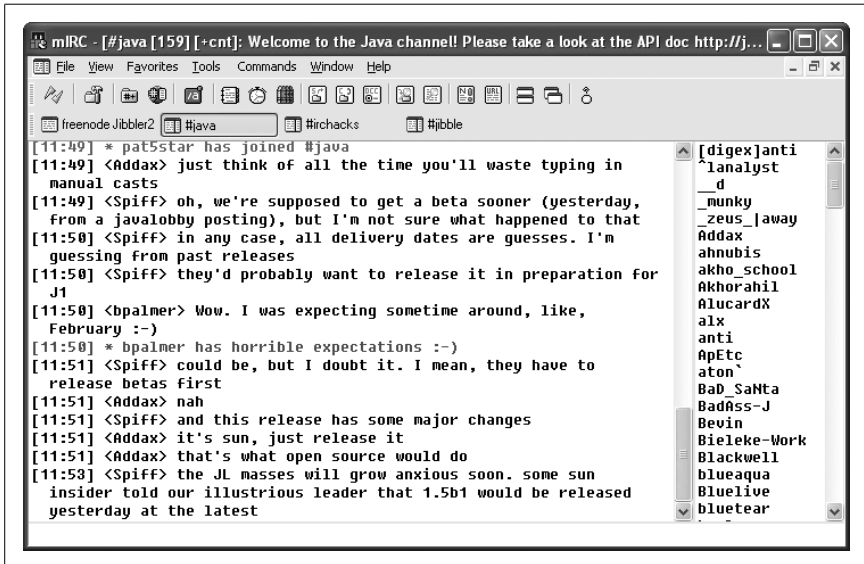 mIRC - [#java [159] [+cnt]: Welcome to the Java channel! Please take a look at the API doc http://j...
File View Favorites Tools Commands Window Help
freenode Jibbler2 #java #irchacks #jibble
[11:49] * pat5star has joined #java
[11:49] <Addax> just think of all the time you'll waste typing in
manual casts
[11:49] <Spiff> oh, we're supposed to get a beta sooner (yesterday,
from a javalobby posting), but I'm not sure what happened to that
[11:50] <Spiff> in any case, all delivery dates are guesses. I'm
guessing from past releases
[11:50] <Spiff> they'd probably want to release it in preparation for
J1
[11:50] <bpalmer> Wow. I was expecting sometime around, like,
February :-)
[11:50] * bpalmer has horrible expectations :-)
[11:51] <Spiff> could be, but I doubt it. I mean, they have to
release betas first
[11:51] <Addax> nah
[11:51] <Spiff> and this release has some major changes
[11:51] <Addax> it's sun, just release it
[11:51] <Addax> that's what open source would do
[11:53] <Spiff> the JL masses will grow anxious soon. some sun
insider told our illustrious leader that 1.5b1 would be released
yesterday at the latest
[digex]anti
^lanalyst
__d
_munky
_zeus_|away
Addax
ahnubis
akho_school
Akhorahil
AlucardX
alx
anti
ApEtc
aton`
BaD_SaNta
BadAss-J
Bevin
Bieleke-Work
Blackwell
blueaqua
Bluelive
bluetear